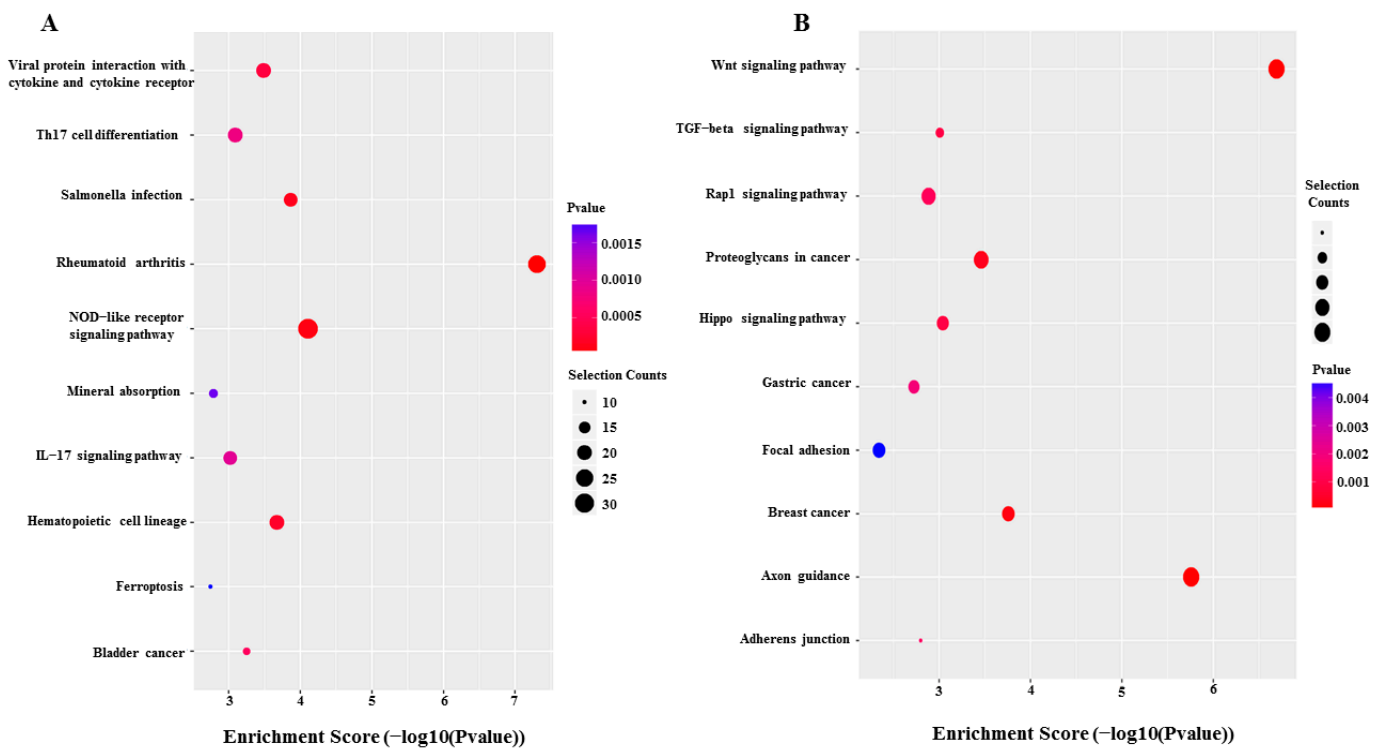 A
Viral protein interaction with
cytokine and cytokine receptor
Th17 cell differentiation
Salmonella infection
Rheumatoid arthritis
NOD-like receptor
signaling pathway
Mineral absorption
IL-17 signaling pathway
Hematopoietic cell lineage
Ferroptosis
Bladder cancer
3 4 5 6 7
Enrichment Score (−log10(Pvalue))
Pvalue
0.0015
0.0010
0.0005
Selection Counts
10
15
20
25
30
B
Wnt signaling pathway
TGF-beta signaling pathway
Rap1 signaling pathway
Proteoglycans in cancer
Hippo signaling pathway
Gastric cancer
Focal adhesion
Breast cancer
Axon guidance
Adherens junction
3 4 5 6
Enrichment Score (−log10(Pvalue))
Selection
Counts
Pvalue
0.004
0.003
0.002
0.001